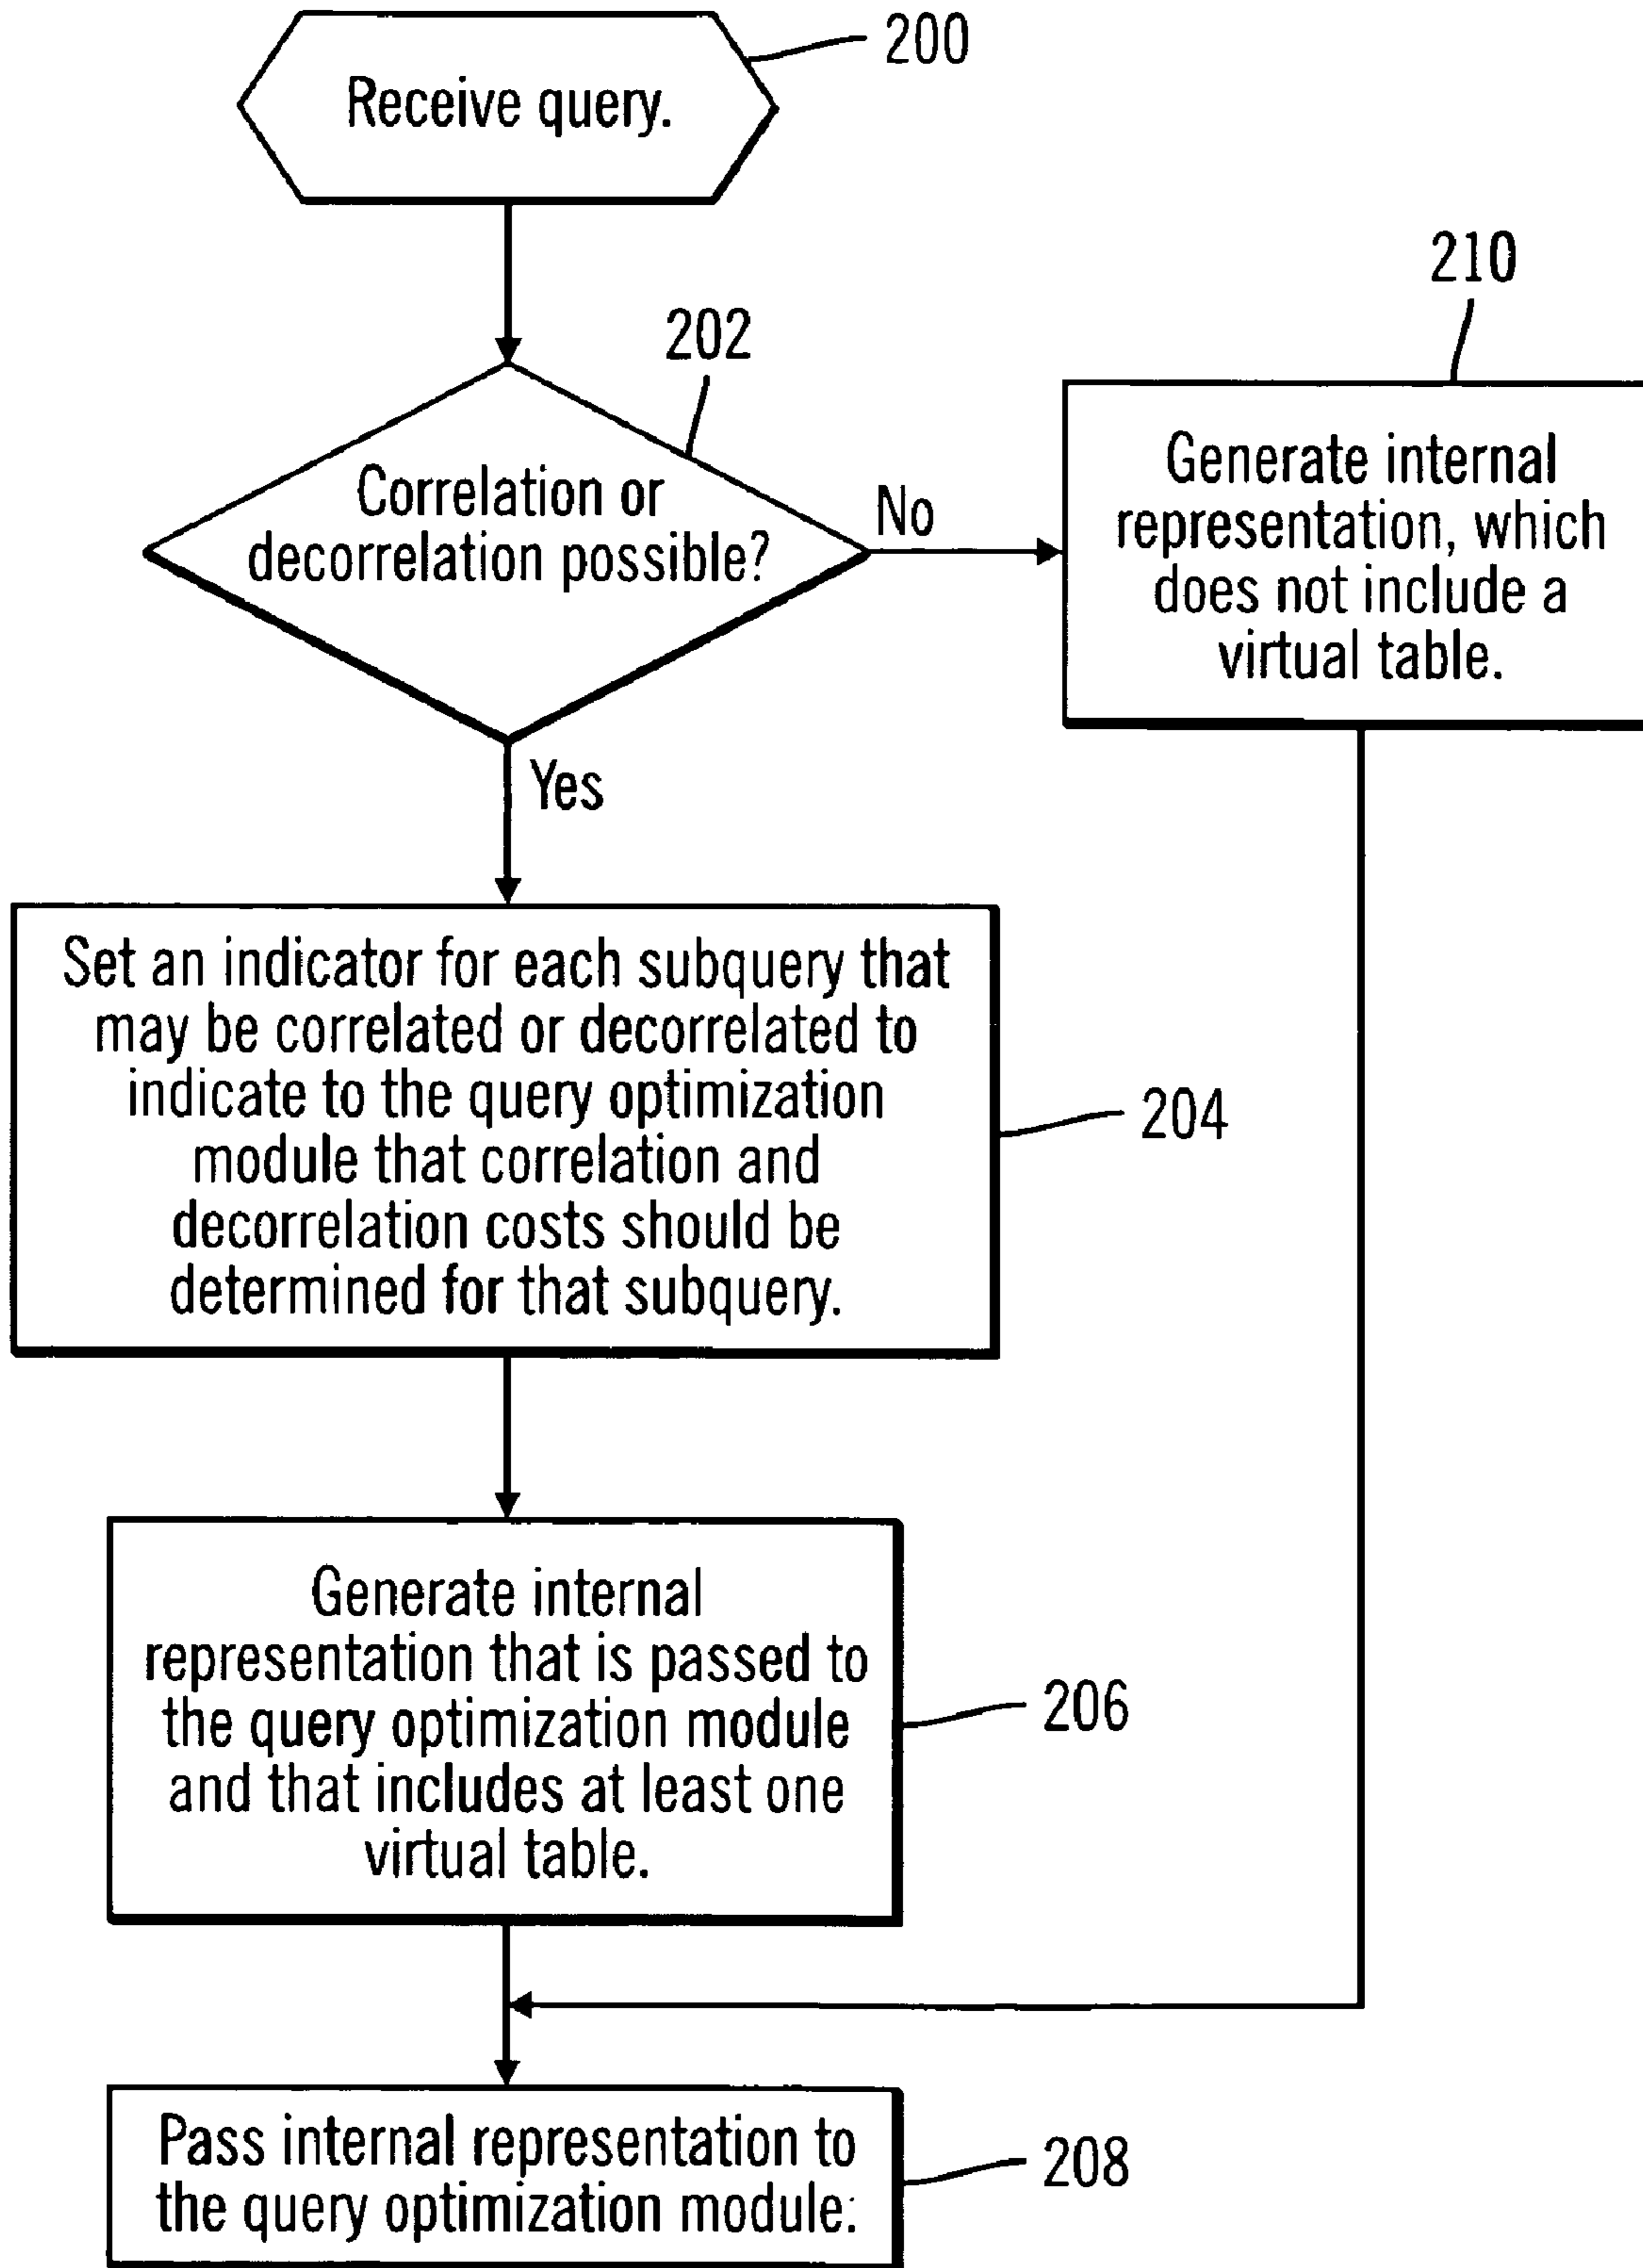 200
Receive query.
202
Correlation or
decorrelation possible?
No
210
Generate internal
representation, which
does not include a
virtual table.
Yes
Set an indicator for each subquery that
may be correlated or decorrelated to
indicate to the query optimization
module that correlation and
decorrelation costs should be
determined for that subquery.
204
Generate internal
representation that is passed to
the query optimization module
and that includes at least one
virtual table.
206
Pass internal representation to
the query optimization module.
208